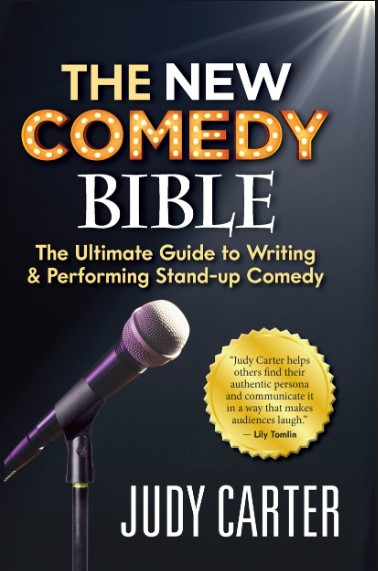 THE NEW
COMEDY
BIBLE
The Ultimate Guide to Writing
& Performing Stand-up Comedy
"Judy Carter helps
others find their
authentic persona
and communicate it
in a way that makes
audiences laugh."
— Lily Tomlin
JUDY CARTER